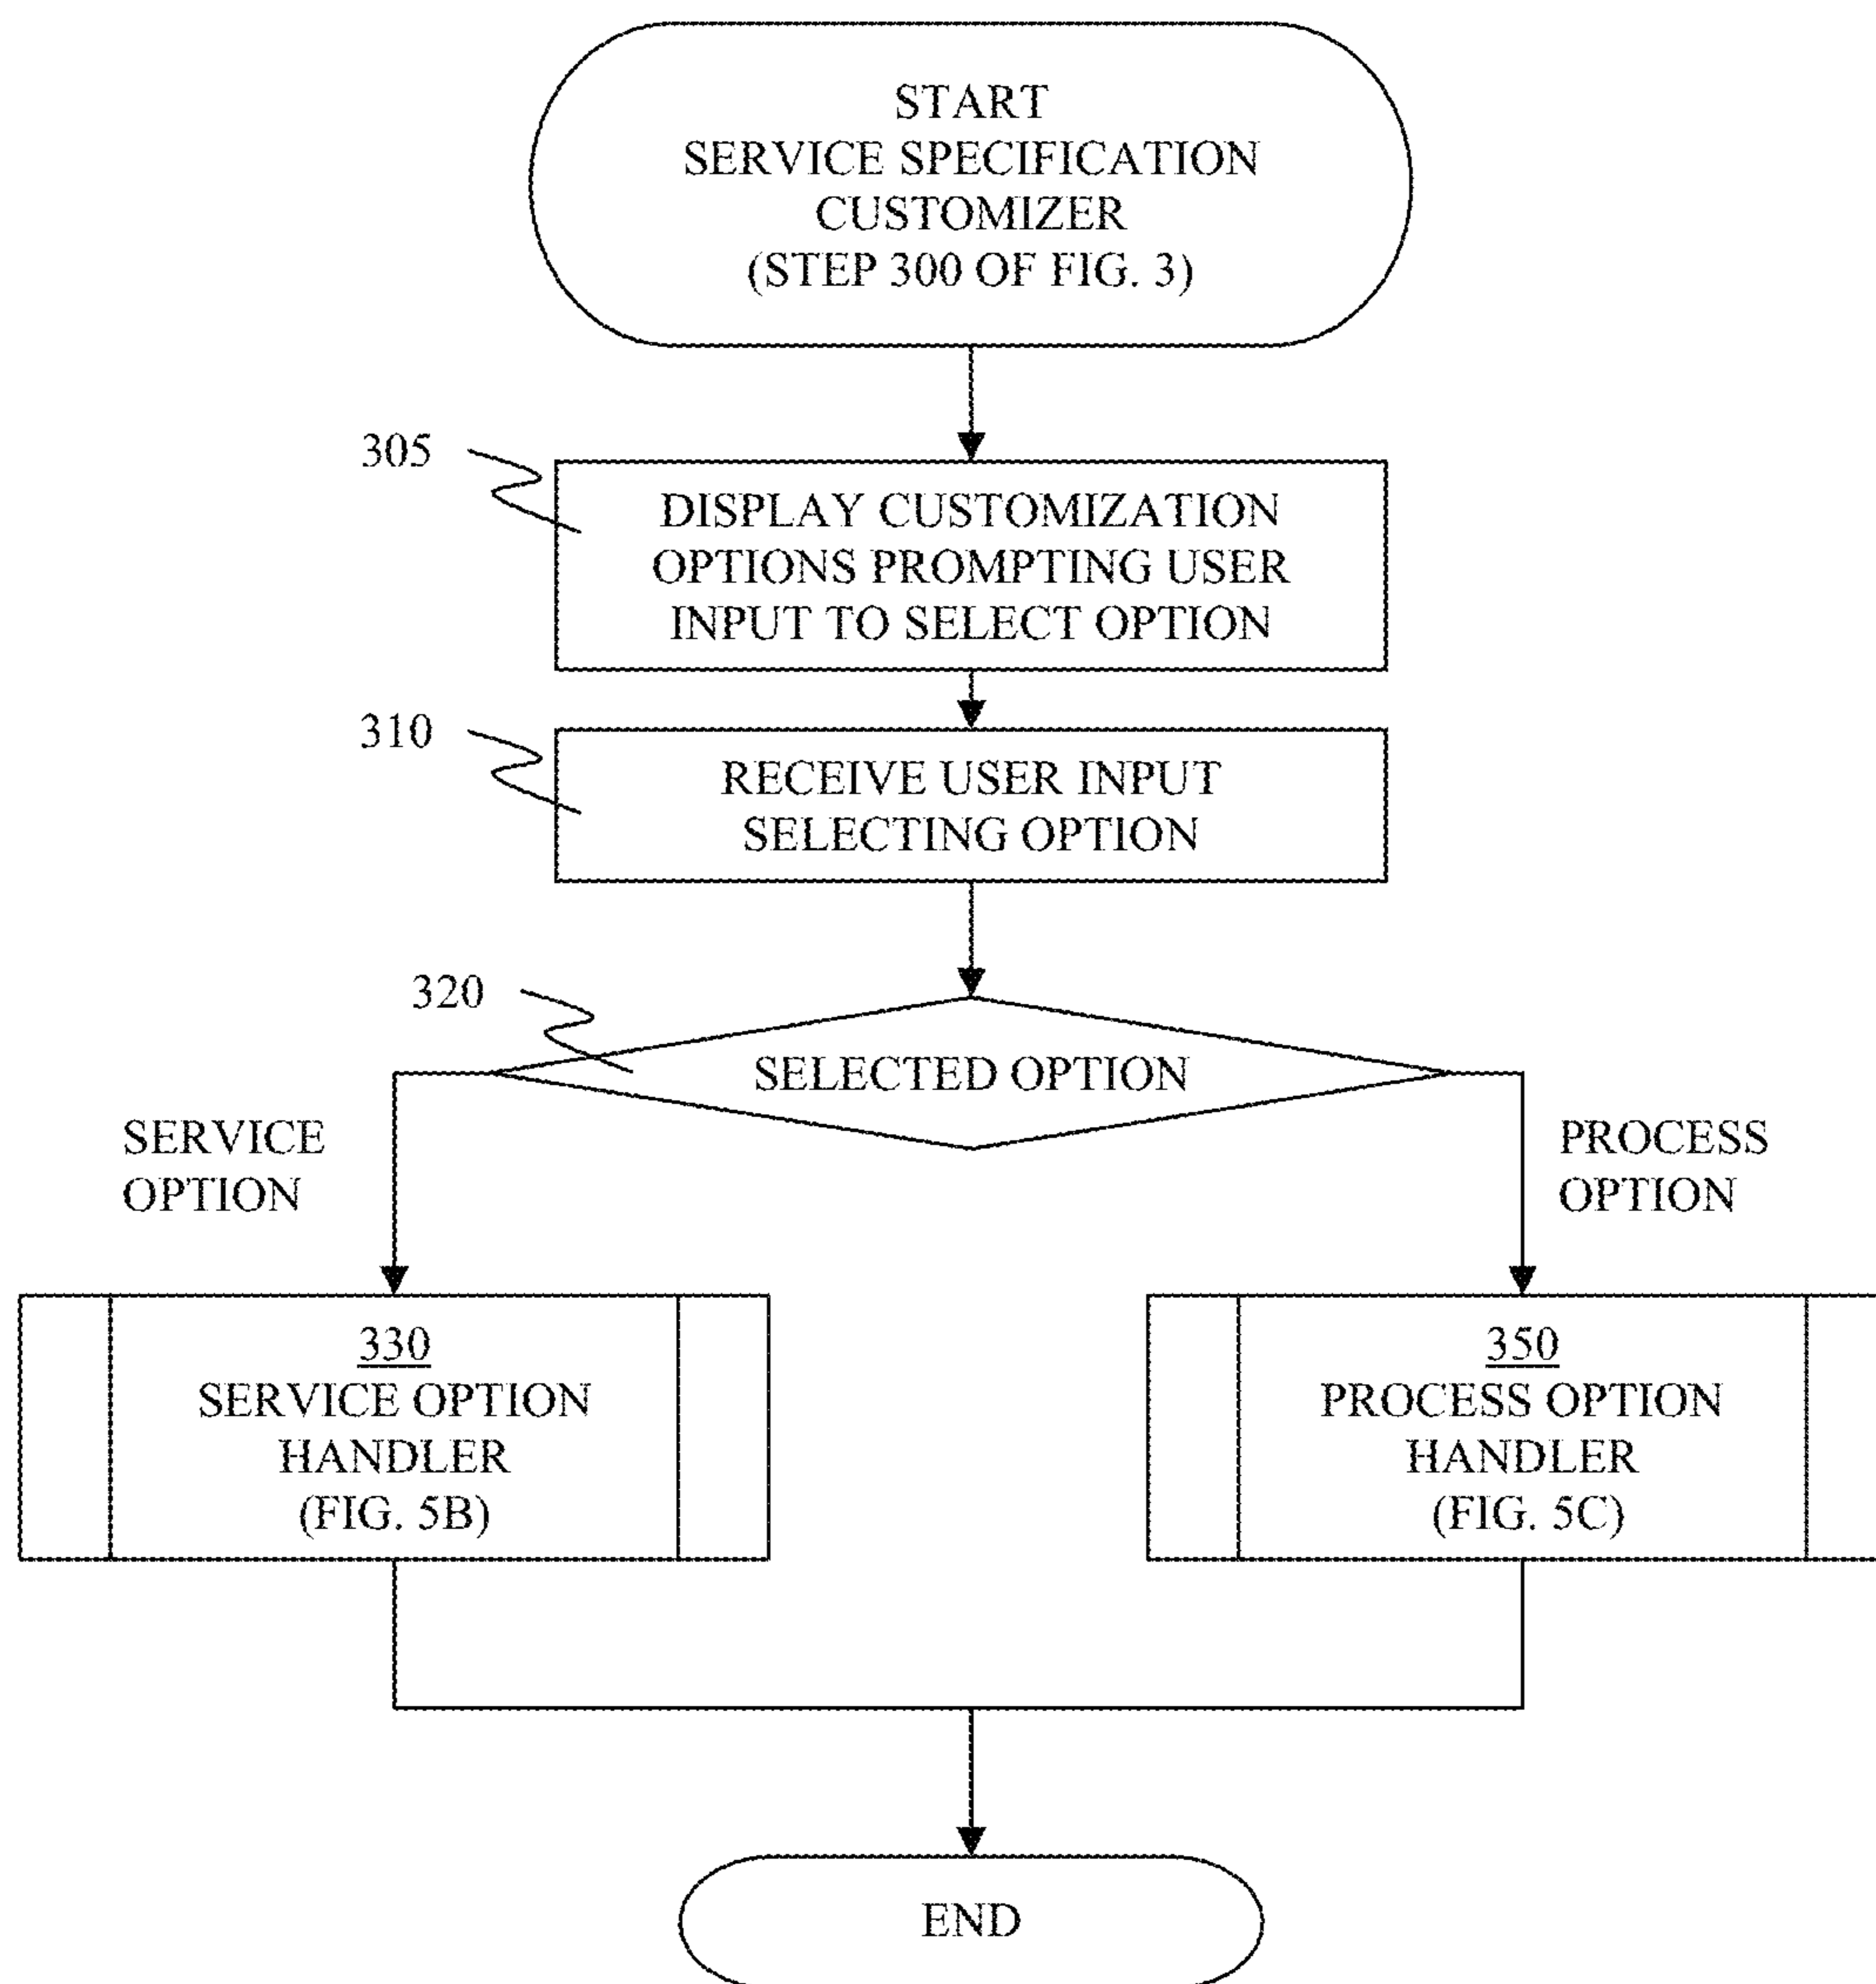 START
SERVICE SPECIFICATION
CUSTOMIZER
(STEP 300 OF FIG. 3)
305
DISPLAY CUSTOMIZATION
OPTIONS PROMPTING USER
INPUT TO SELECT OPTION
310
RECEIVE USER INPUT
SELECTING OPTION
320
SELECTED OPTION
SERVICE
OPTION
PROCESS
OPTION
330
SERVICE OPTION
HANDLER
(FIG. 5B)
350
PROCESS OPTION
HANDLER
(FIG. 5C)
END